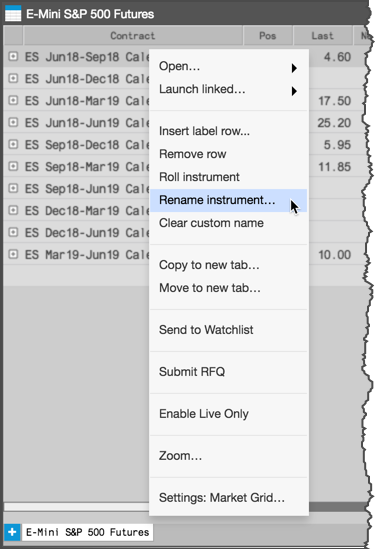 E-Mini S&P 500 Futures
Contract Pos Last
ES Jun18-Sep18 Cale 4.60
ES Jun18-Dec18 Cale
ES Jun18-Mar19 Cale 17.50
ES Jun18-Jun19 Cale 25.20
ES Sep18-Dec18 Cale 5.95
ES Sep18-Mar19 Cale 11.85
ES Sep18-Jun19 Cale
ES Dec18-Mar19 Cale
ES Dec18-Jun19 Cale
ES Mar19-Jun19 Cale 10.00
Open...
Launch linked...
Insert label row...
Remove row
Roll instrument
Rename instrument...
Clear custom name
Copy to new tab...
Move to new tab...
Send to Watchlist
Submit RFQ
Enable Live Only
Zoom...
Settings: Market Grid...
E-Mini S&P 500 Futures